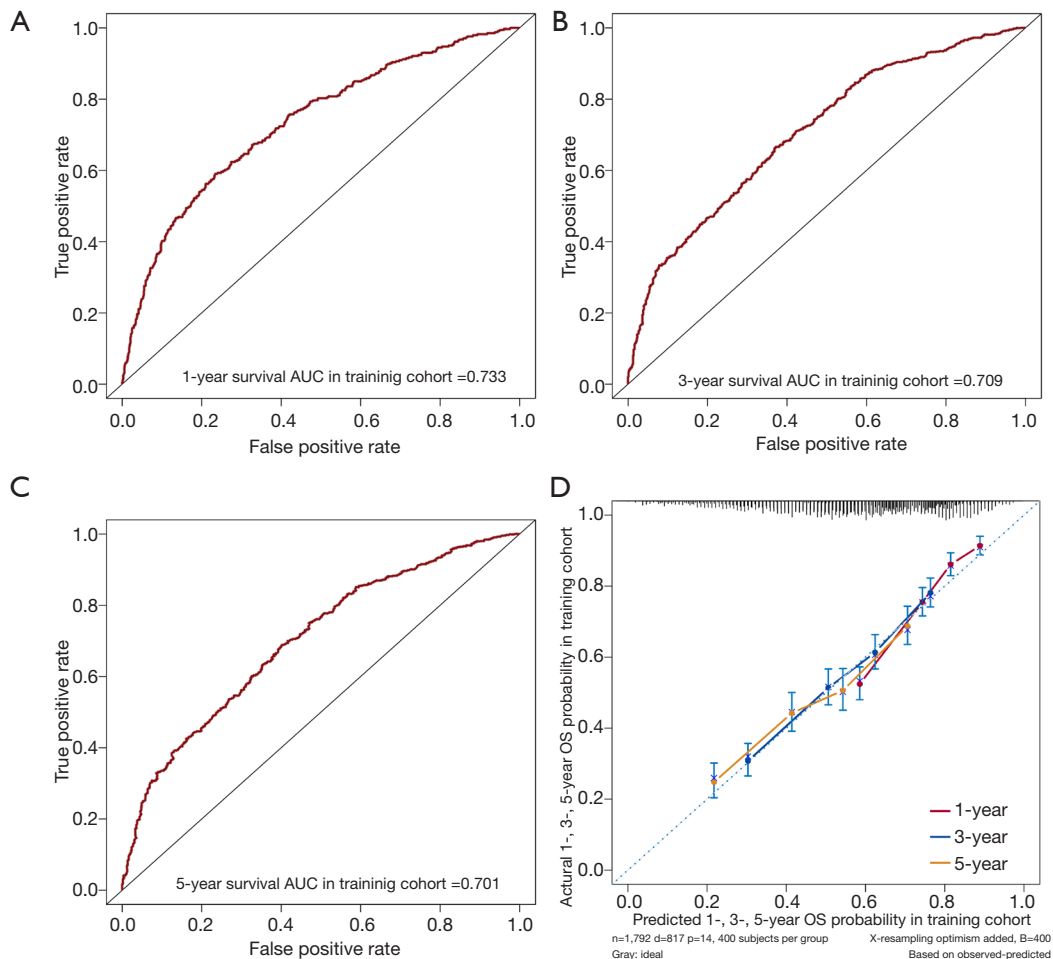 A
1.0
0.8
0.6
0.4
0.2
0.0
True positive rate
1-year survival AUC in traininig cohort =0.733
0.0 0.2 0.4 0.6 0.8 1.0
False positive rate
B
1.0
0.8
0.6
0.4
0.2
0.0
True positive rate
3-year survival AUC in traininig cohort =0.709
0.0 0.2 0.4 0.6 0.8 1.0
False positive rate
C
1.0
0.8
0.6
0.4
0.2
0.0
True positive rate
5-year survival AUC in traininig cohort =0.701
0.0 0.2 0.4 0.6 0.8 1.0
False positive rate
D
1.0
0.8
0.6
0.4
0.2
0.0
Actural 1-, 3-, 5-year OS probability in training cohort
1-year
3-year
5-year
0.0 0.2 0.4 0.6 0.8 1.0
Predicted 1-, 3-, 5-year OS probability in training cohort
n=1,792 d=817 p=14, 400 subjects per group X-resampling optimism added, B=400
Gray: ideal Based on observed-predicted